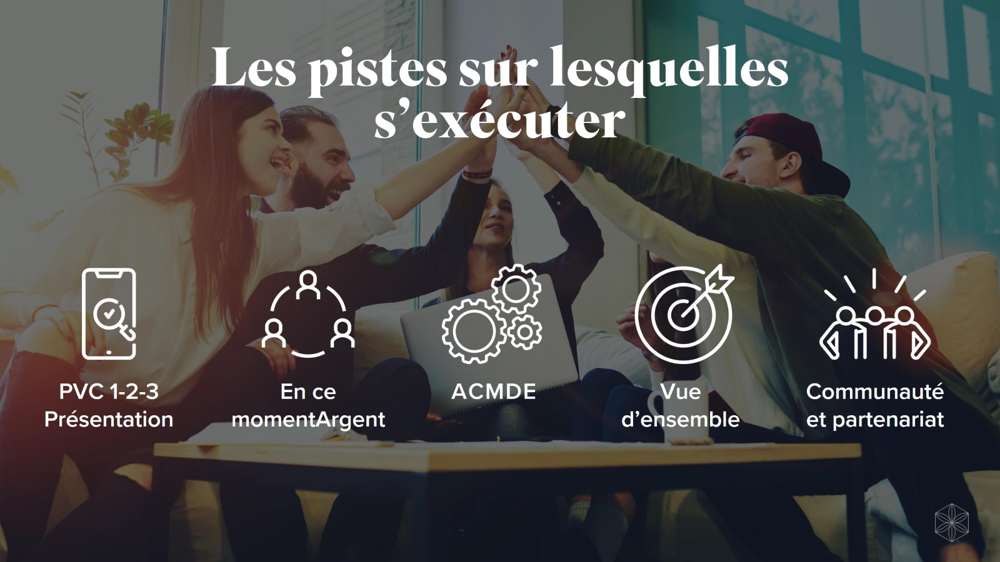 Les pistes sur lesquelles
s’exécuter
PVC 1-2-3
Présentation
En ce
momentArgent
ACMDE
Vue
d’ensemble
Communauté
et partenariat